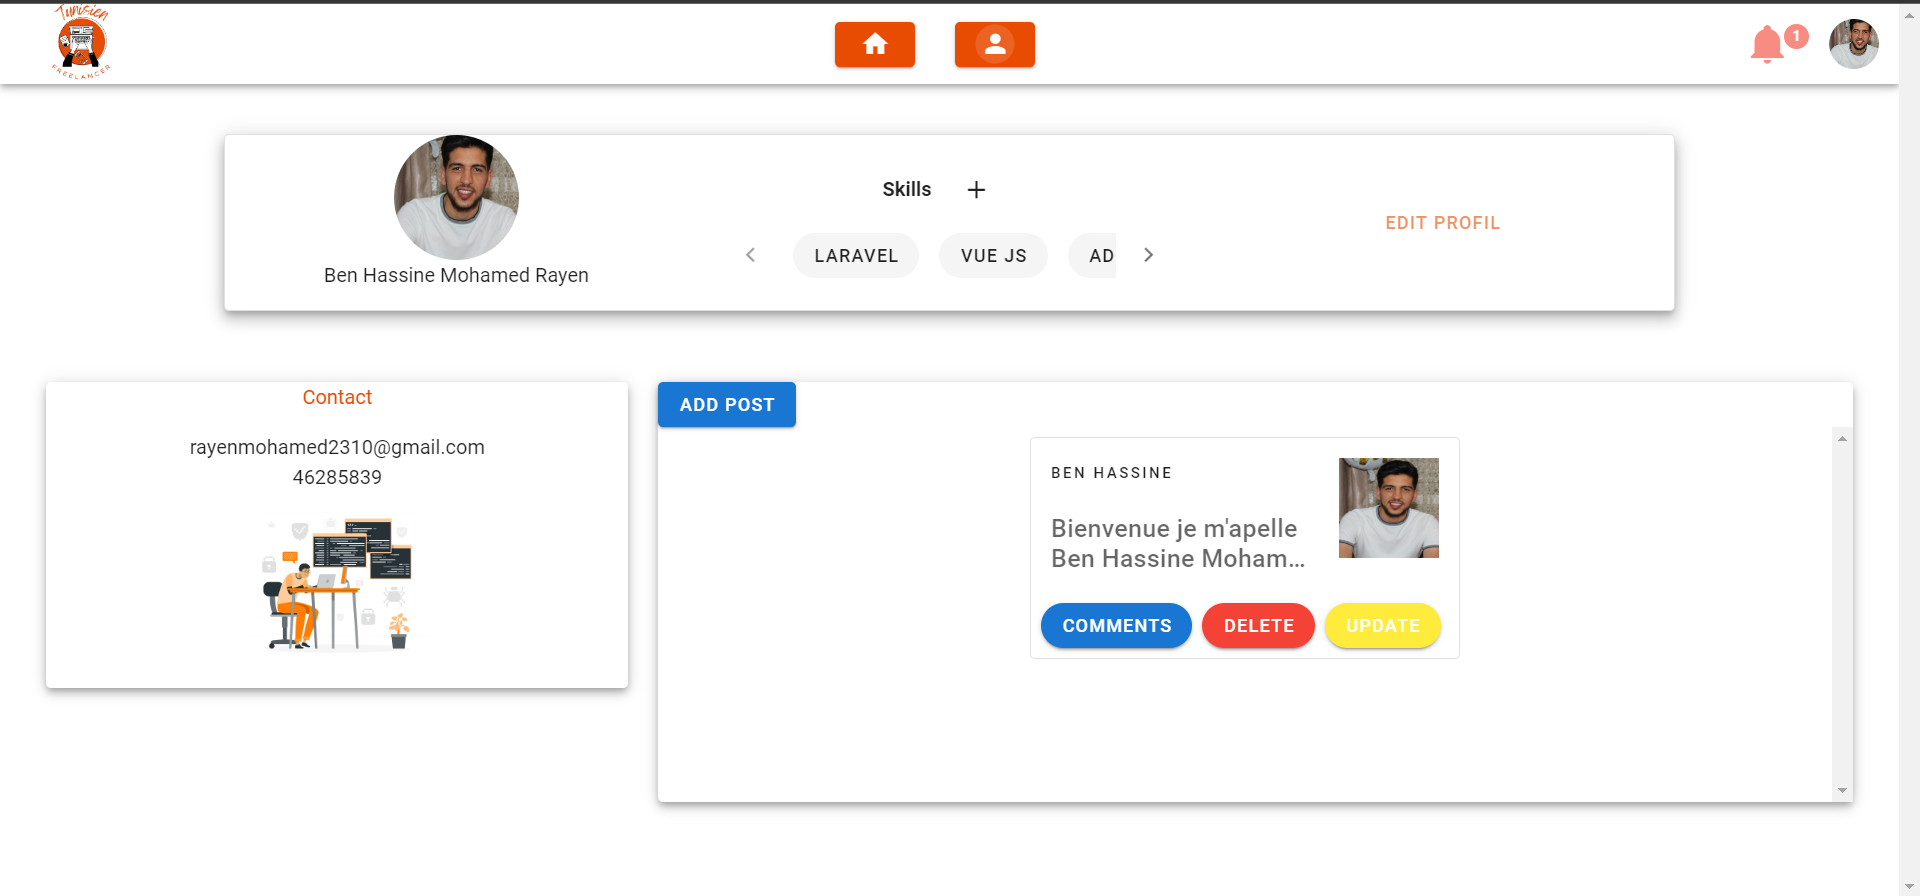 Tunisien
FREELANCER
1
Skills
EDIT PROFIL
LARAVEL
VUE JS
AD
Ben Hassine Mohamed Rayen
Contact
rayenmohamed2310@gmail.com
46285839
ADD POST
BEN HASSINE
Bienvenue je m'apelle
Ben Hassine Moham...
COMMENTS
DELETE
UPDATE